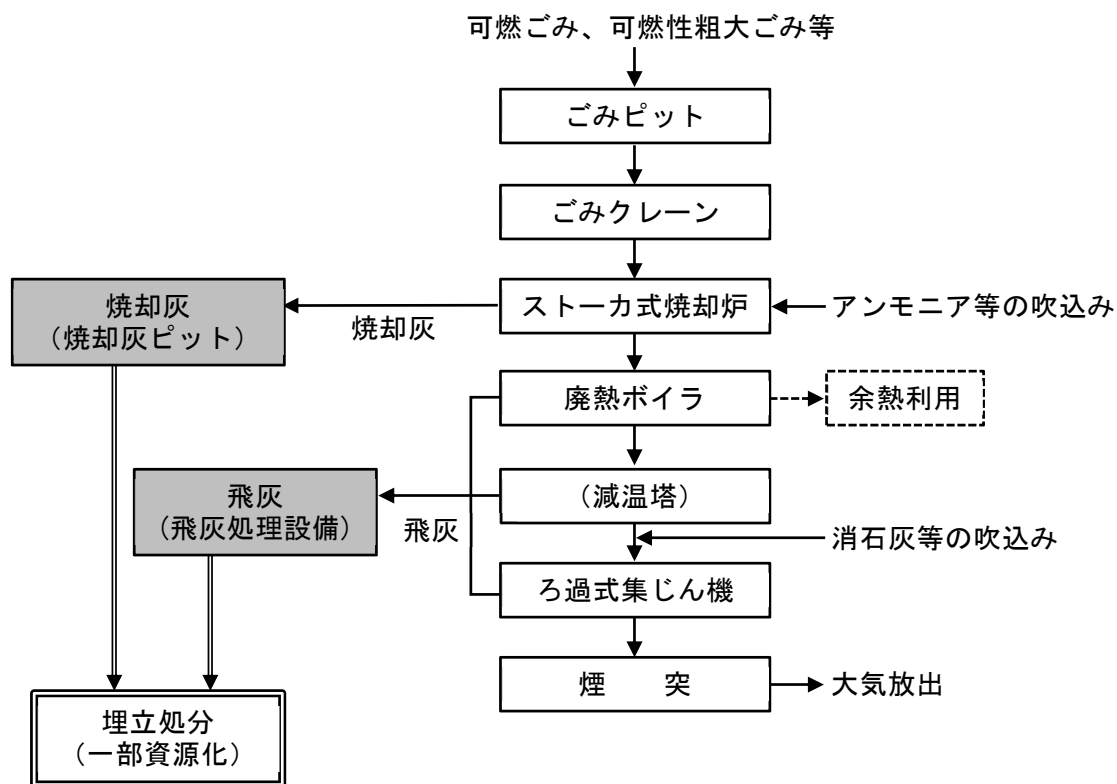 可燃ごみ、可燃性粗大ごみ等
ごみピット
ごみクレーン
ストーカ式焼却炉
アンモニア等の吹込み
焼却灰
焼却灰
（焼却灰ピット）
廃熱ボイラ
余熱利用
（減温塔）
飛灰
飛灰
（飛灰処理設備）
消石灰等の吹込み
ろ過式集じん機
煙　　突
大気放出
埋立処分
（一部資源化）